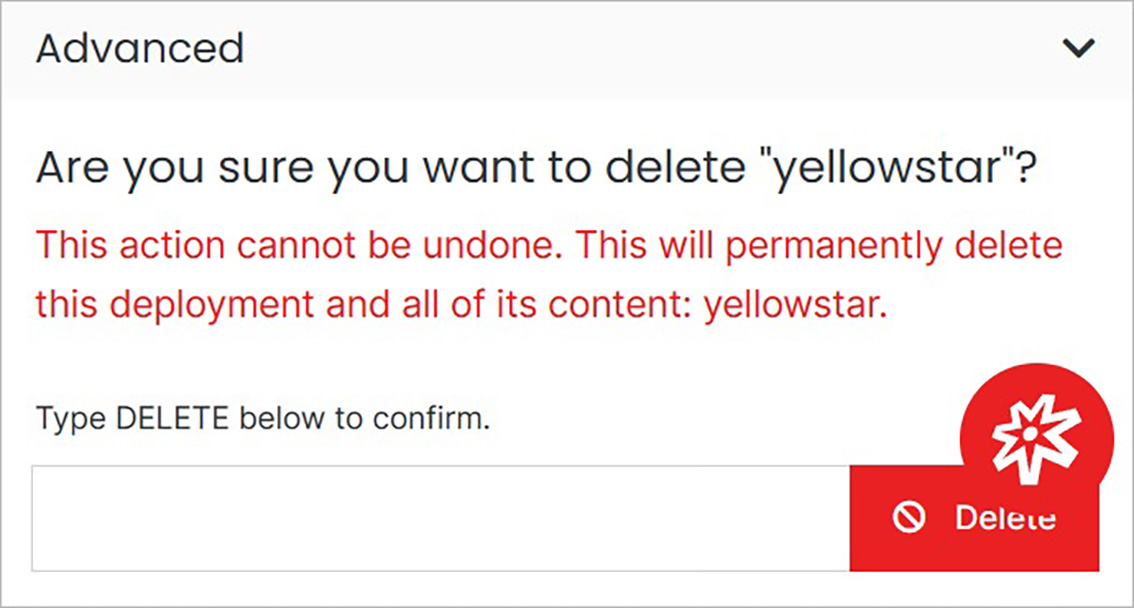 Advanced
Are you sure you want to delete "yellowstar"?
This action cannot be undone. This will permanently delete
this deployment and all of its content: yellowstar.
Type DELETE below to confirm.
Delete